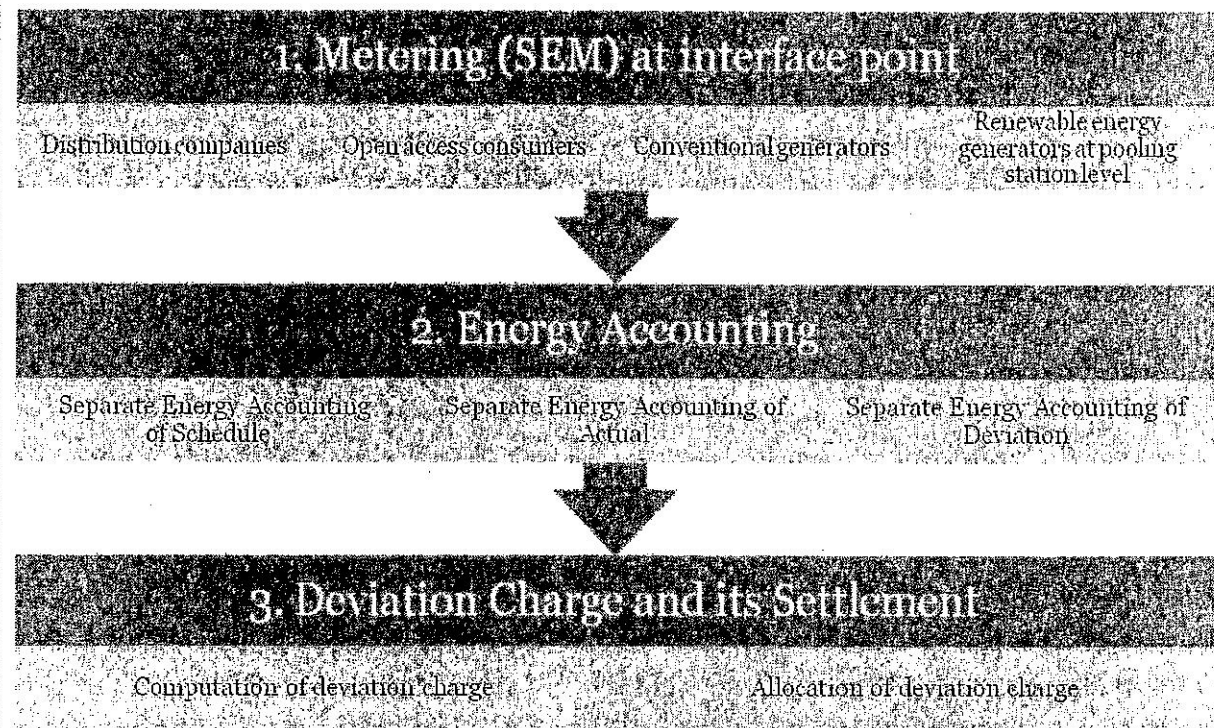 1. Metering (SEM) at interface point
Distribution companies
Open access consumers
Conventional generators
Renewable energy
generators at pooling
station level
2. Energy Accounting
Separate Energy Accounting
of Schedule
Separate Energy Accounting of
Actual
Separate Energy Accounting of
Deviation
3. Deviation Charge and its Settlement
Computation of deviation charge
Allocation of deviation charge